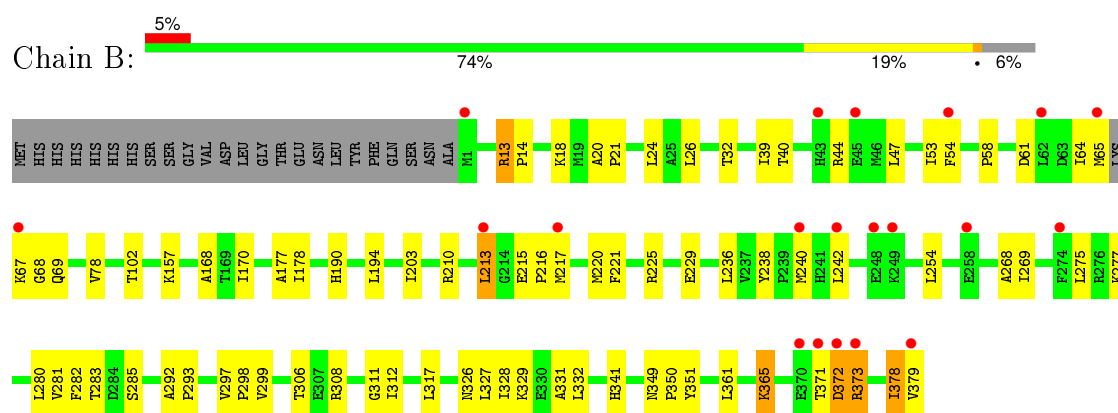 5%
Chain B:
74% 19% • 6%
MET HIS HIS HIS HIS HIS HIS SER SER GLY VAL ASP LEU GLY THR GLU ASN LEU TYR PHE GLN SER ASN ALA M1 R13 P14 K18 M19 A20 P21 L24 A25 L26 T32 I39 T40 H43 R44 E45 M46 L47 I53 F54 P58 D61 L62 D63 I64 M65 LYS
K67 G68 Q69 V78 T102 K157 A168 T169 I170 A177 I178 H190 L194 I203 R210 L213 G214 E215 P216 M217 M220 F221 R225 E229 L236 V237 Y238 P239 M240 H241 L242 E248 K249 L254 E258 A268 I269 F274 L275 R276 K277
L280 V281 F282 T283 D284 S285 A292 P293 V297 P298 V299 T306 E307 R308 G311 I312 L317 N326 L327 I328 K329 E330 A331 L332 H341 N349 P350 Y351 L361 K365 E370 T371 D372 R373 I378 V379